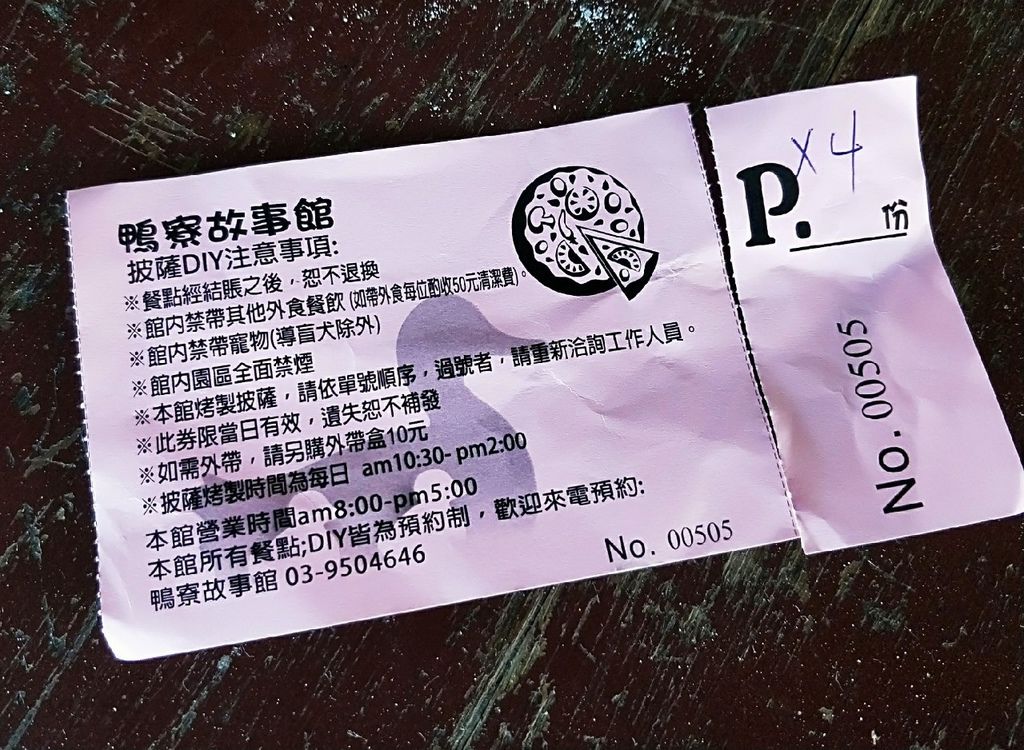 鴨寮故事館
披薩DIY注意事項:
※餐點經結賬之後，恕不退換
※館內禁帶其他外食餐飲 (如帶外食每位酌收50元清潔費)。
※館內禁帶寵物(導盲犬除外)
※館內園區全面禁煙
※本館烤製披薩，請依單號順序，過號者，請重新洽詢工作人員。
※此券限當日有效，遺失恕不補發
※如需外帶，請另購外帶盒10元
※披薩烤製時間為每日 am10:30- pm2:00
本館營業時間am8:00-pm5:00
本館所有餐點;DIY皆為預約制，歡迎來電預約:
鴨寮故事館 03-9504646
No. 00505
P. x4 份
No. 00505